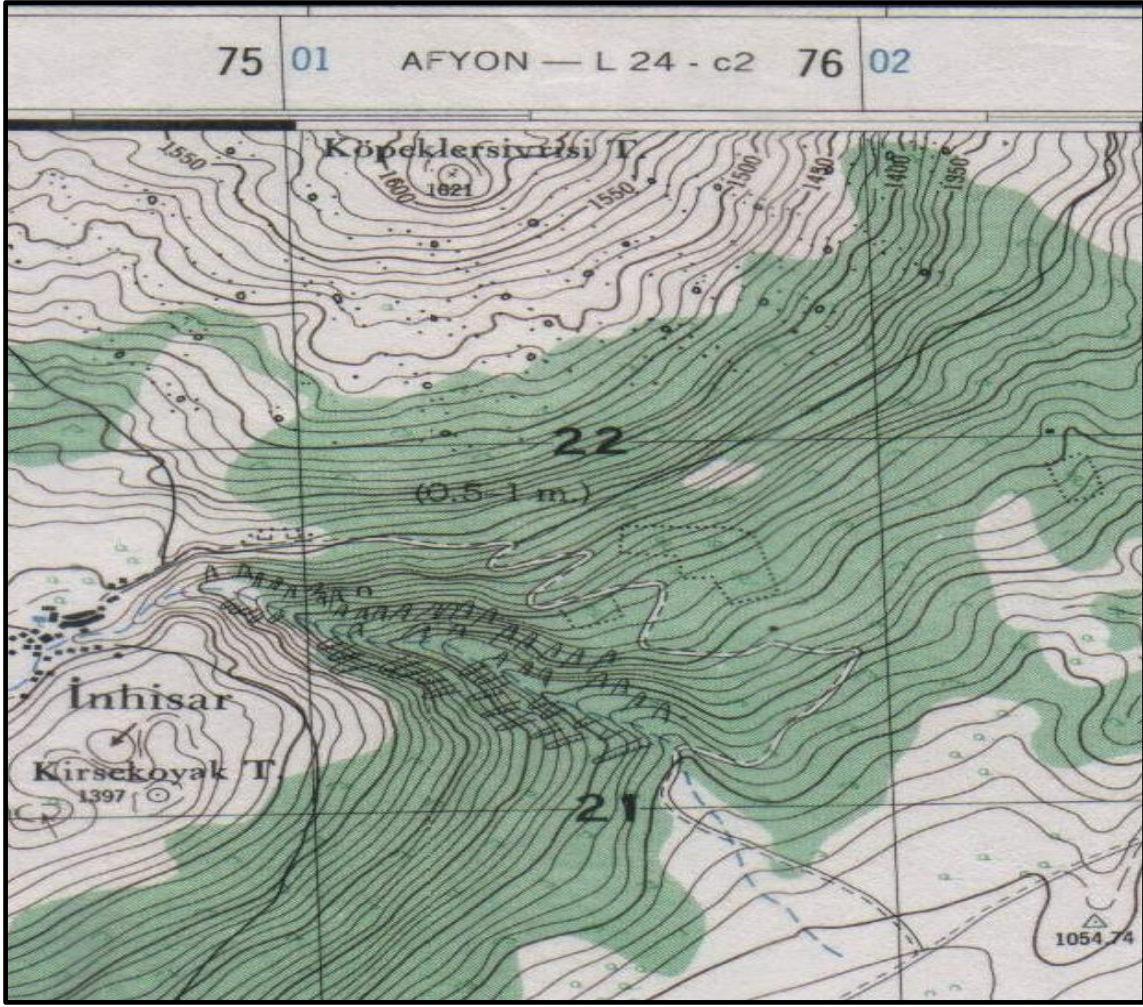 75 01 AFYON — L 24 - c2 76 02
1550
Köpeklersivrisi T.
1600
1621
1550
1500
1450
1400
1350
22
(0.5–1 m.)
İnhisar
Kırsekoyak T.
1397
21
1054,74